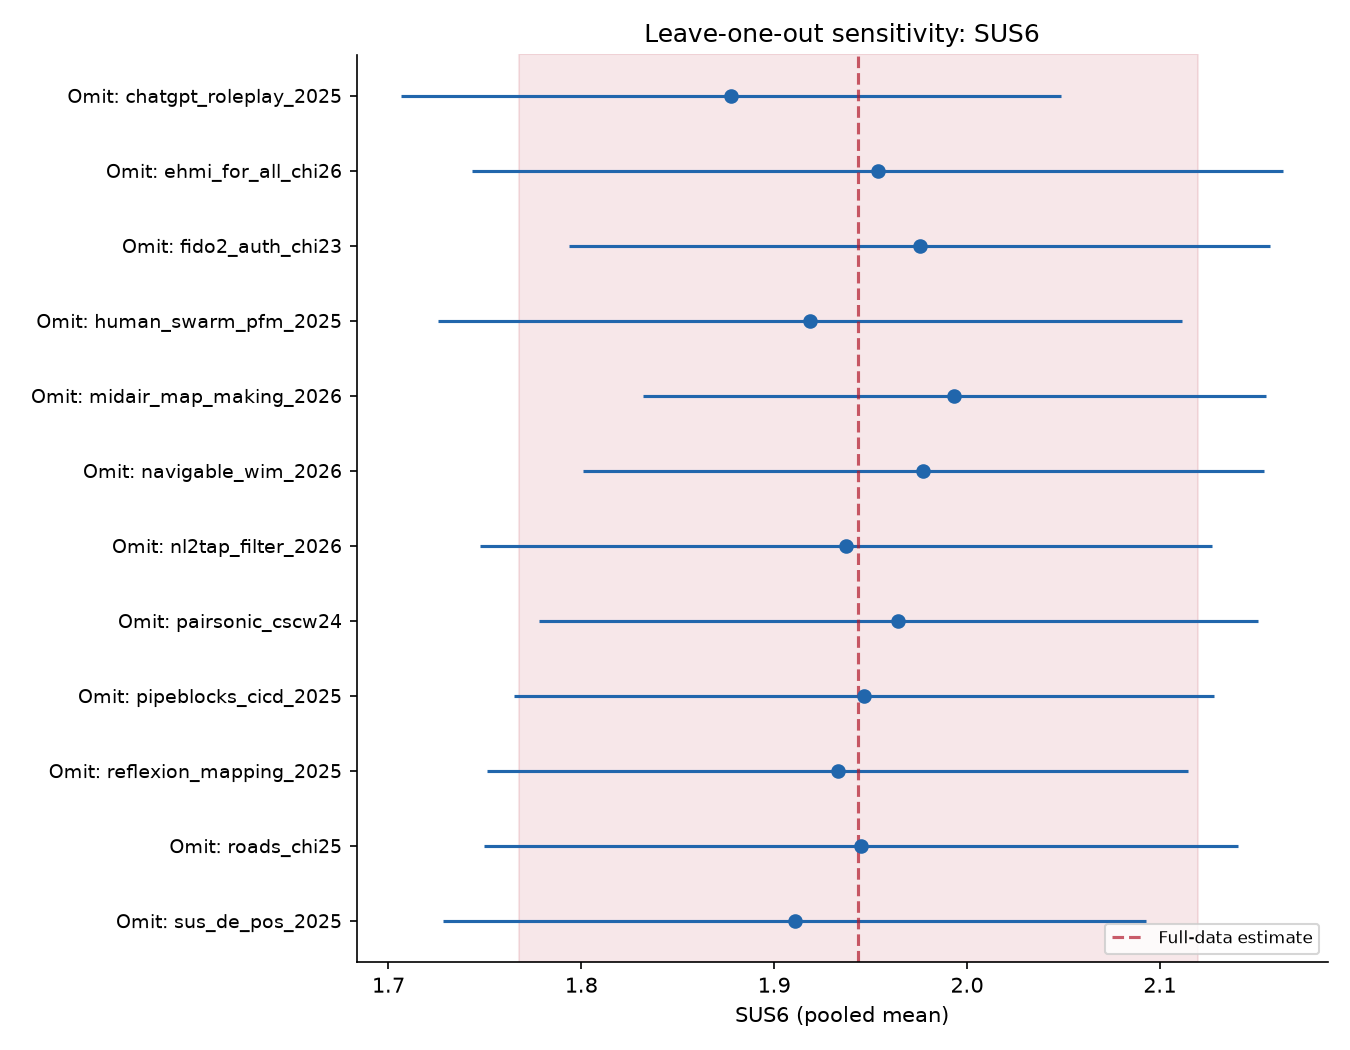 Leave-one-out sensitivity: SUS6
Omit: chatgpt_roleplay_2025
Omit: ehmi_for_all_chi26
Omit: fido2_auth_chi23
Omit: human_swarm_pfm_2025
Omit: midair_map_making_2026
Omit: navigable_wim_2026
Omit: nl2tap_filter_2026
Omit: pairsonic_cscw24
Omit: pipeblocks_cicd_2025
Omit: reflexion_mapping_2025
Omit: roads_chi25
Omit: sus_de_pos_2025
Full-data estimate
1.7 1.8 1.9 2.0 2.1
SUS6 (pooled mean)